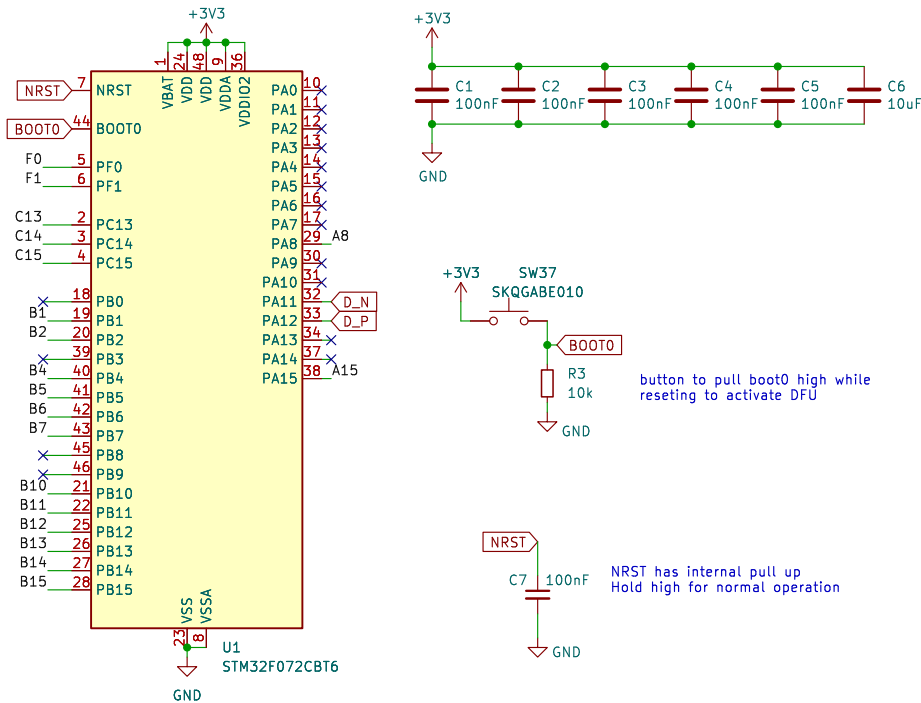 +3V3
1
24
48
9
36
VBAT
VDD
VDD
VDDA
VDDIO2
NRST
7
NRST
BOOT0
44
BOOT0
F0
5
PF0
F1
6
PF1
C13
2
PC13
C14
3
PC14
C15
4
PC15
18
PB0
B1
19
PB1
B2
20
PB2
39
PB3
B4
40
PB4
B5
41
PB5
B6
42
PB6
B7
43
PB7
45
PB8
46
PB9
B10
21
PB10
B11
22
PB11
B12
25
PB12
B13
26
PB13
B14
27
PB14
B15
28
PB15
PA0
10
PA1
11
PA2
12
PA3
13
PA4
14
PA5
15
PA6
16
PA7
17
PA8
29
A8
PA9
30
PA10
31
PA11
32
D_N
PA12
33
D_P
PA13
34
PA14
37
PA15
38
A15
VSS
VSSA
23
8
GND
U1
STM32F072CBT6
+3V3
C1
100nF
C2
100nF
C3
100nF
C4
100nF
C5
100nF
C6
10uF
GND
+3V3
SW37
SKQGABE010
BOOT0
R3
10k
GND
button to pull boot0 high while
reseting to activate DFU
NRST
C7
100nF
GND
NRST has internal pull up
Hold high for normal operation